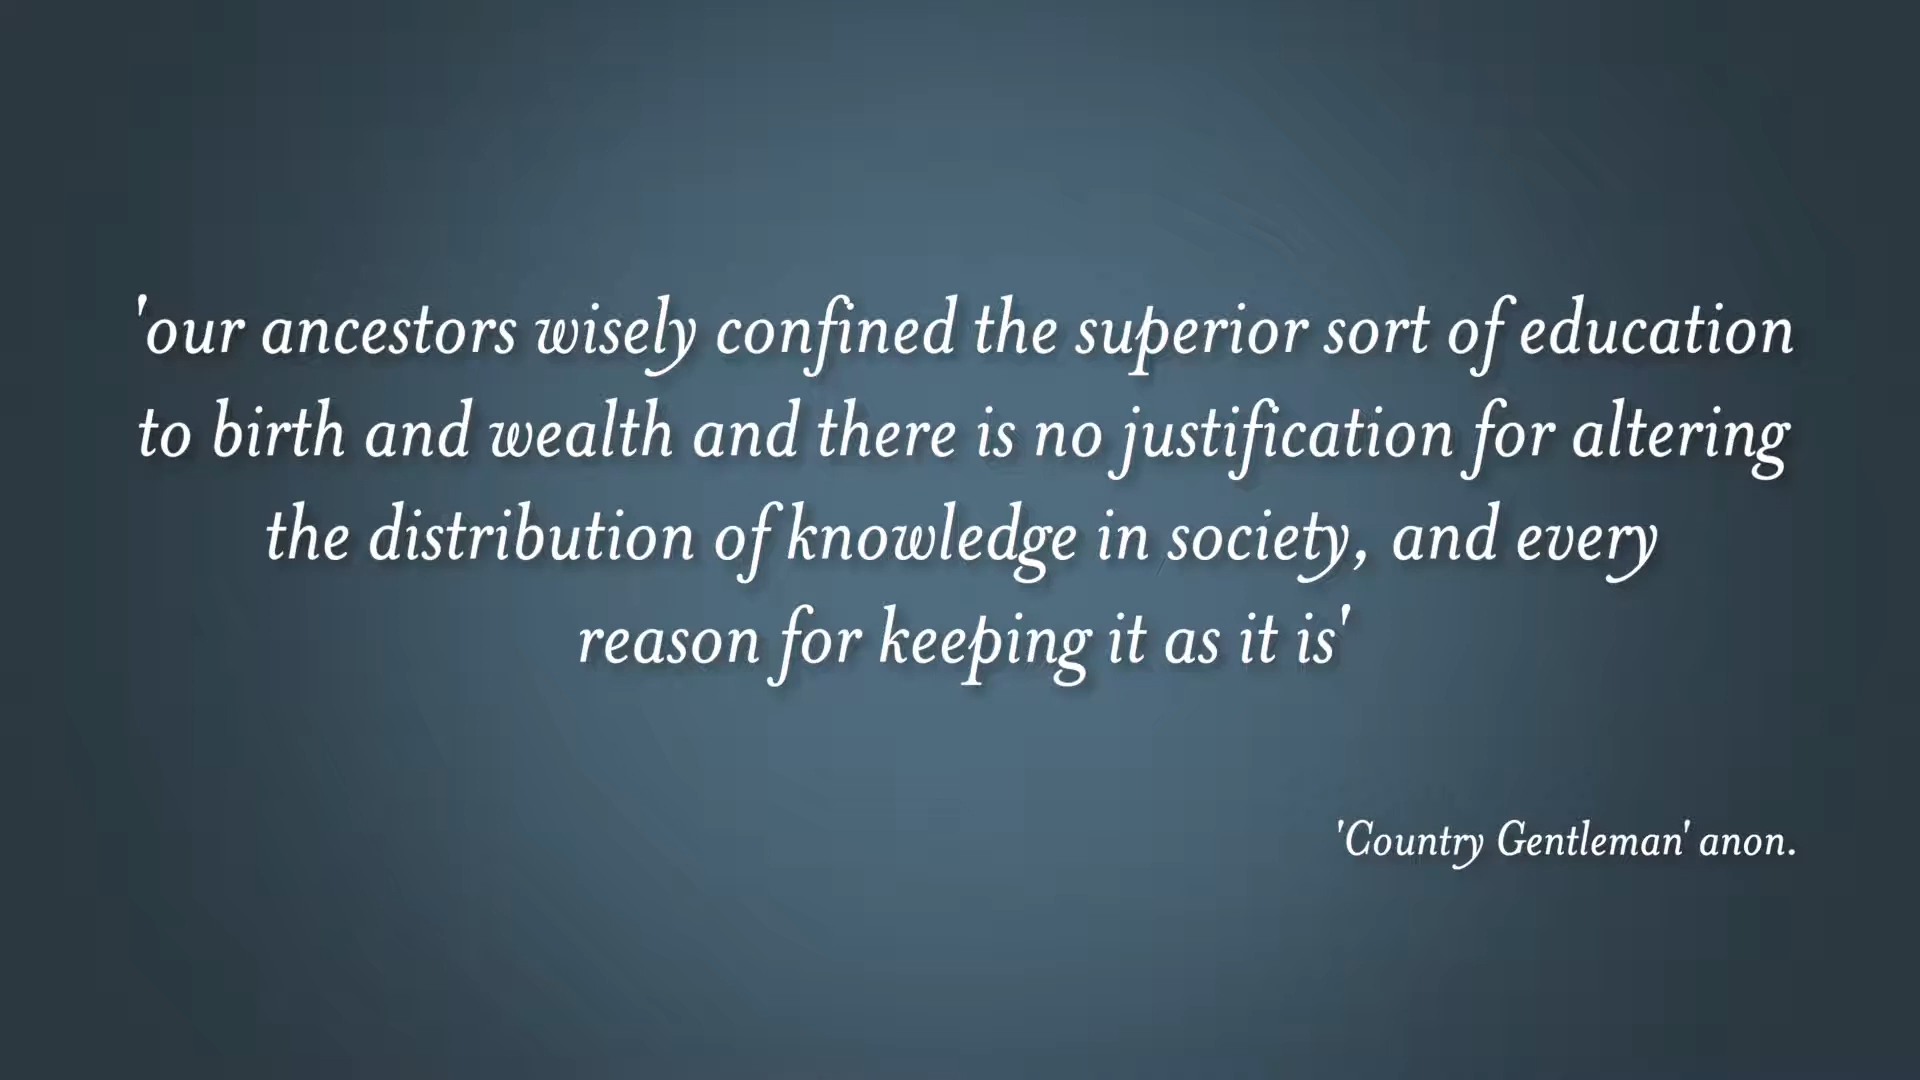 'our ancestors wisely confined the superior sort of education
to birth and wealth and there is no justification for altering
the distribution of knowledge in society, and every
reason for keeping it as it is'
'Country Gentleman' anon.